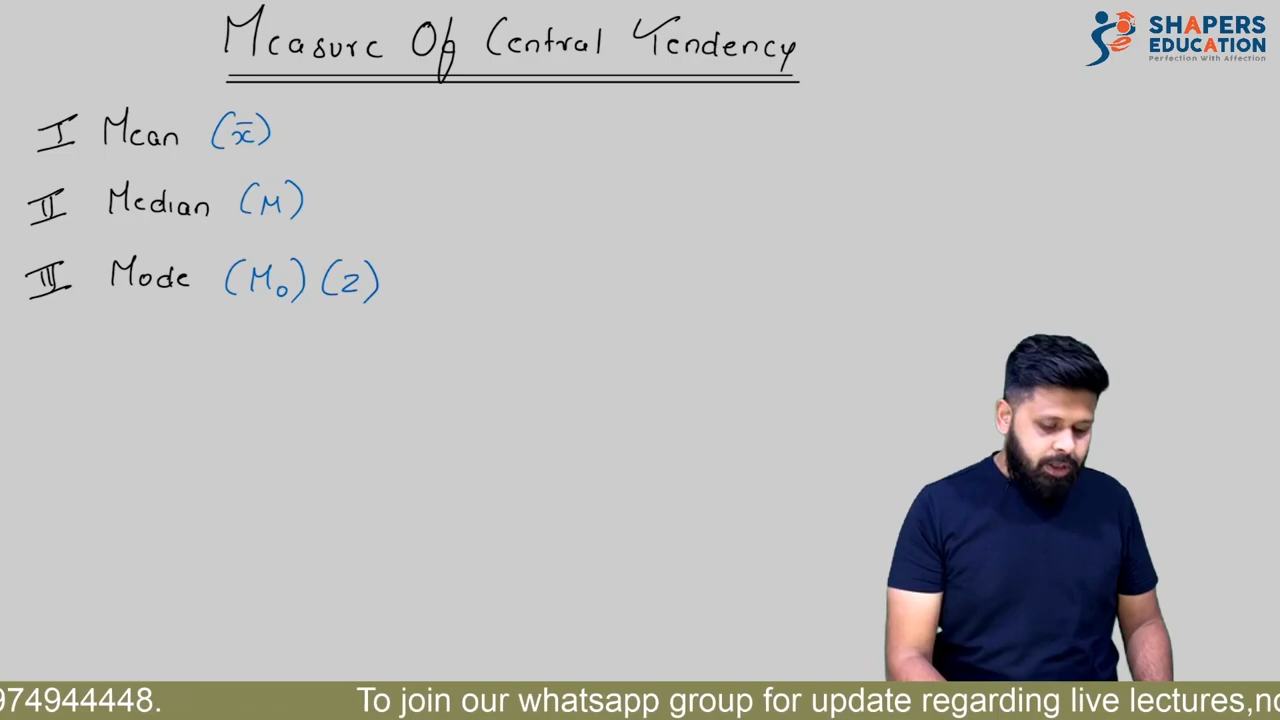 Measure Of Central Tendency
SHAPERS
EDUCATION
Perfection With Affection
I Mean (x̄)
II Median (M)
III Mode (M₀) (Z)
974944448. To join our whatsapp group for update regarding live lectures,no